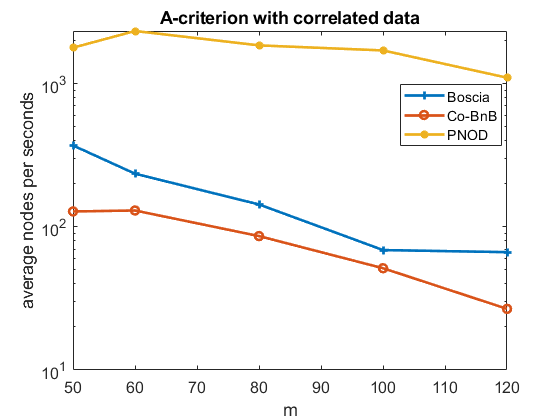 A-criterion with correlated data
average nodes per seconds
10^3
10^2
10^1
Boscia
Co-BnB
PNOD
50 60 70 80 90 100 110 120
m